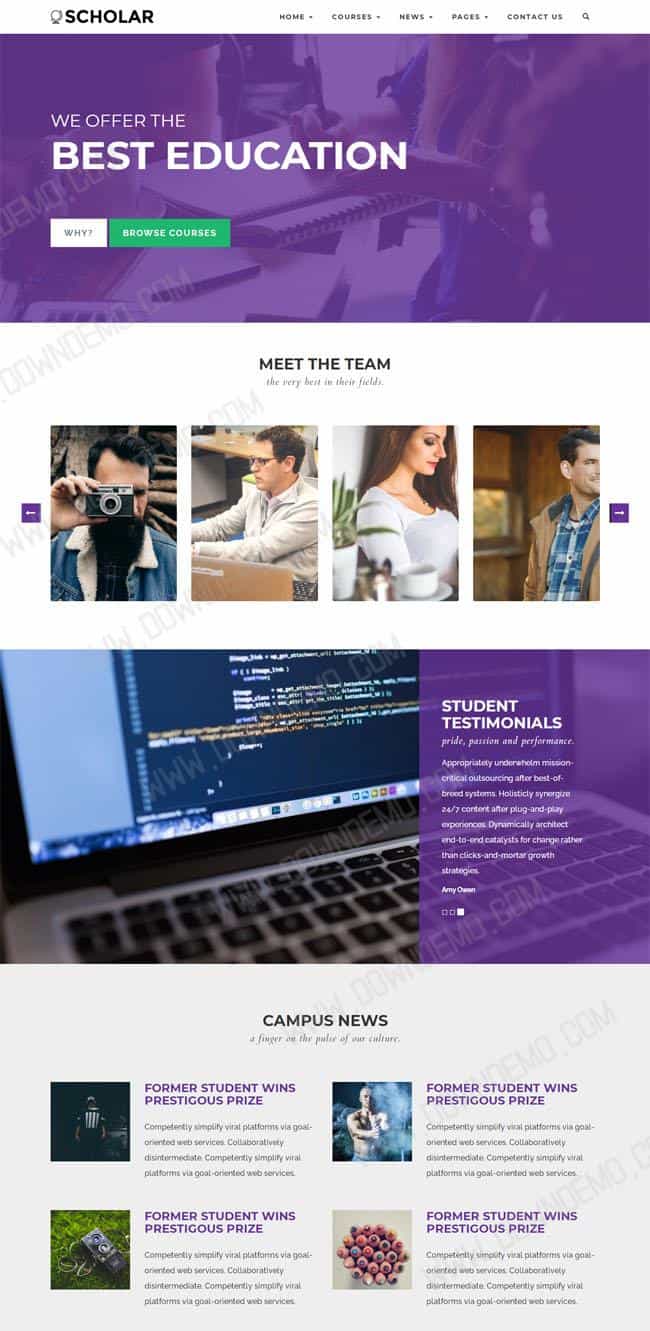 SCHOLAR
HOME COURSES NEWS PAGES CONTACT US
WE OFFER THE
BEST EDUCATION
WHY? BROWSE COURSES
MEET THE TEAM
the very best in their fields.
STUDENT
TESTIMONIALS
pride, passion and performance.
Appropriately underwhelm mission-
critical outsourcing after best-of-
breed systems. Holisticly synergize
24/7 content after plug-and-play
experiences. Dynamically architect
end-to-end catalysts for change rather
than clicks-and-mortar growth
strategies.
Amy Owen
CAMPUS NEWS
a finger on the pulse of our culture.
FORMER STUDENT WINS
PRESTIGOUS PRIZE
Competently simplify viral platforms via goal-
oriented web services. Collaboratively
disintermediate. Competently simplify viral
platforms via goal-oriented web services.
FORMER STUDENT WINS
PRESTIGOUS PRIZE
Competently simplify viral platforms via goal-
oriented web services. Collaboratively
disintermediate. Competently simplify viral
platforms via goal-oriented web services.
FORMER STUDENT WINS
PRESTIGOUS PRIZE
Competently simplify viral platforms via goal-
oriented web services. Collaboratively
disintermediate. Competently simplify viral
platforms via goal-oriented web services.
FORMER STUDENT WINS
PRESTIGOUS PRIZE
Competently simplify viral platforms via goal-
oriented web services. Collaboratively
disintermediate. Competently simplify viral
platforms via goal-oriented web services.
WWW.DOWNDEMO.COM